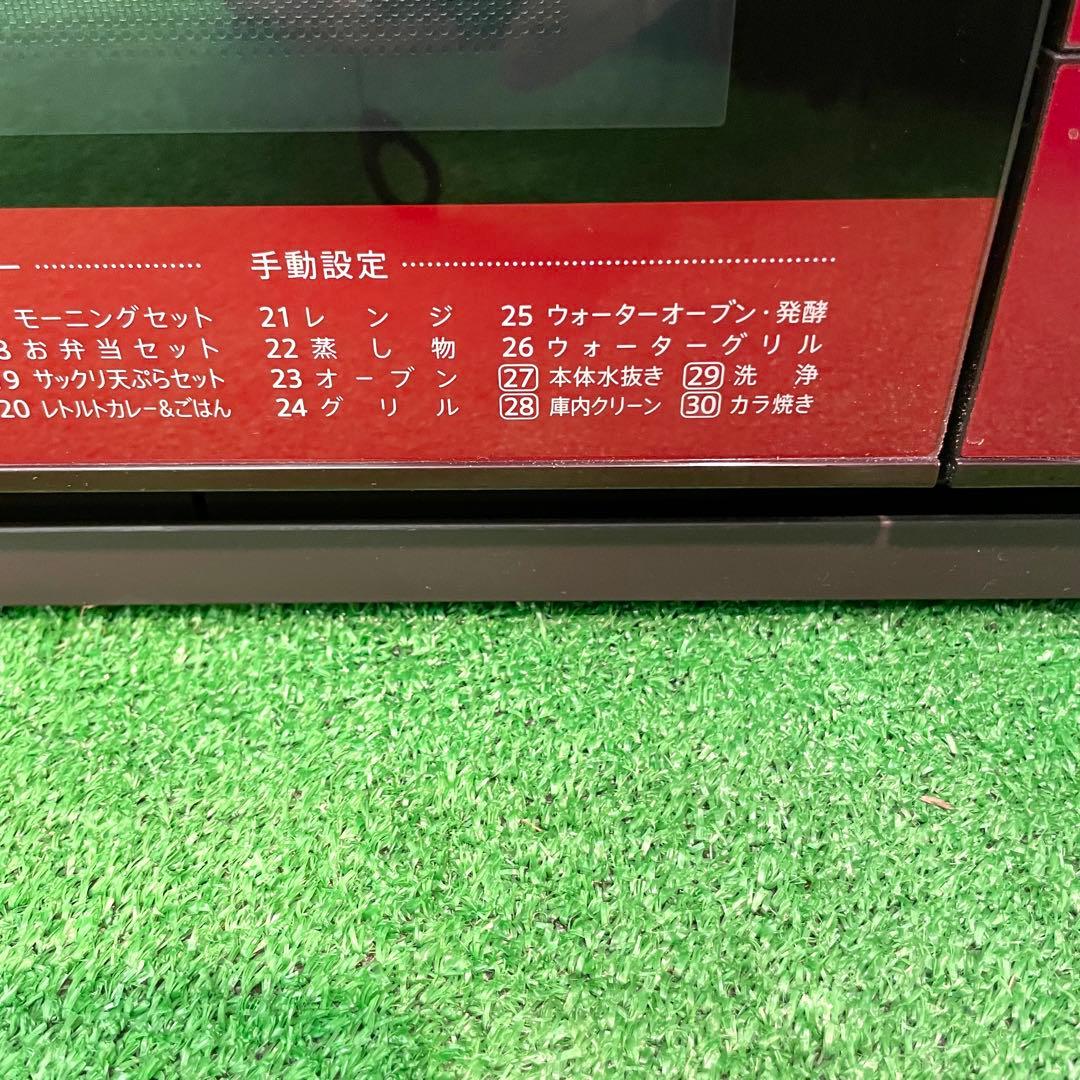 手動設定
モーニングセット
お弁当セット
9 サックリ天ぷらセット
20 レトルトカレー&ごはん
21 レンジ
22 蒸し物
23 オーブン
24 グリル
25 ウォーターオーブン・発酵
26 ウォーターグリル
27 本体水抜き 29 洗浄
28 庫内クリーン 30 カラ焼き